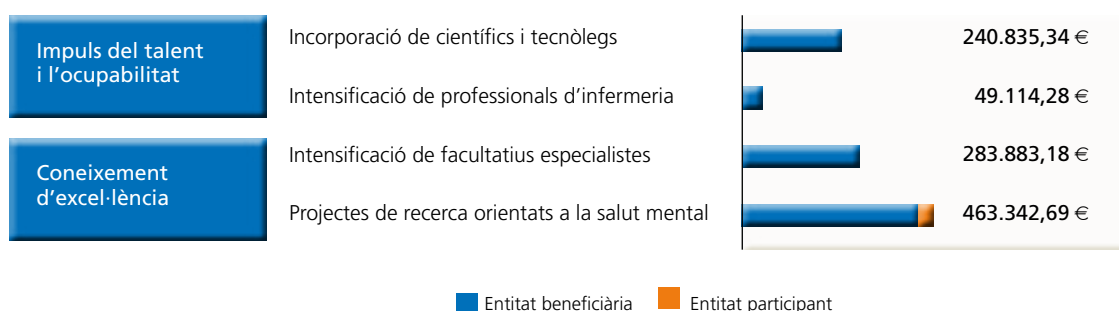 Impuls del talent
i l'ocupabilitat
Incorporació de científics i tecnòlegs 240.835,34 €
Intensificació de professionals d'infermeria 49.114,28 €
Coneixement
d'excel·lència
Intensificació de facultatius especialistes 283.883,18 €
Projectes de recerca orientats a la salut mental 463.342,69 €
Entitat beneficiària Entitat participant